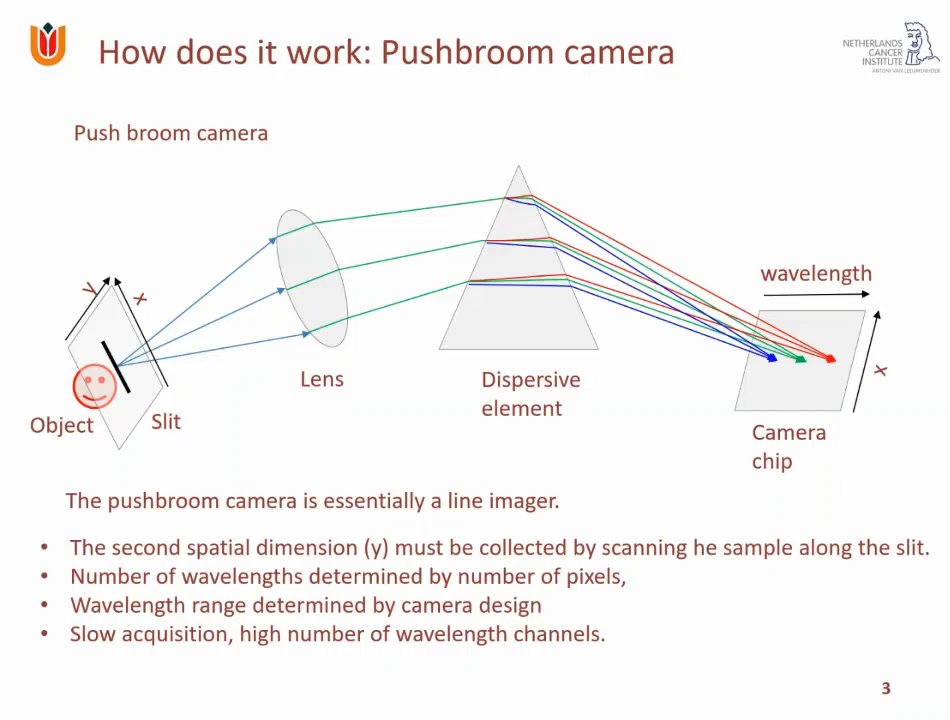 How does it work: Pushbroom camera
NETHERLANDS
CANCER
INSTITUTE
ANTONI VAN LEEUWENHOEK
Push broom camera
wavelength
y
x
x
Lens
Dispersive
element
Object
Slit
Camera
chip
The pushbroom camera is essentially a line imager.
• The second spatial dimension (y) must be collected by scanning he sample along the slit.
• Number of wavelengths determined by number of pixels,
• Wavelength range determined by camera design
• Slow acquisition, high number of wavelength channels.
3